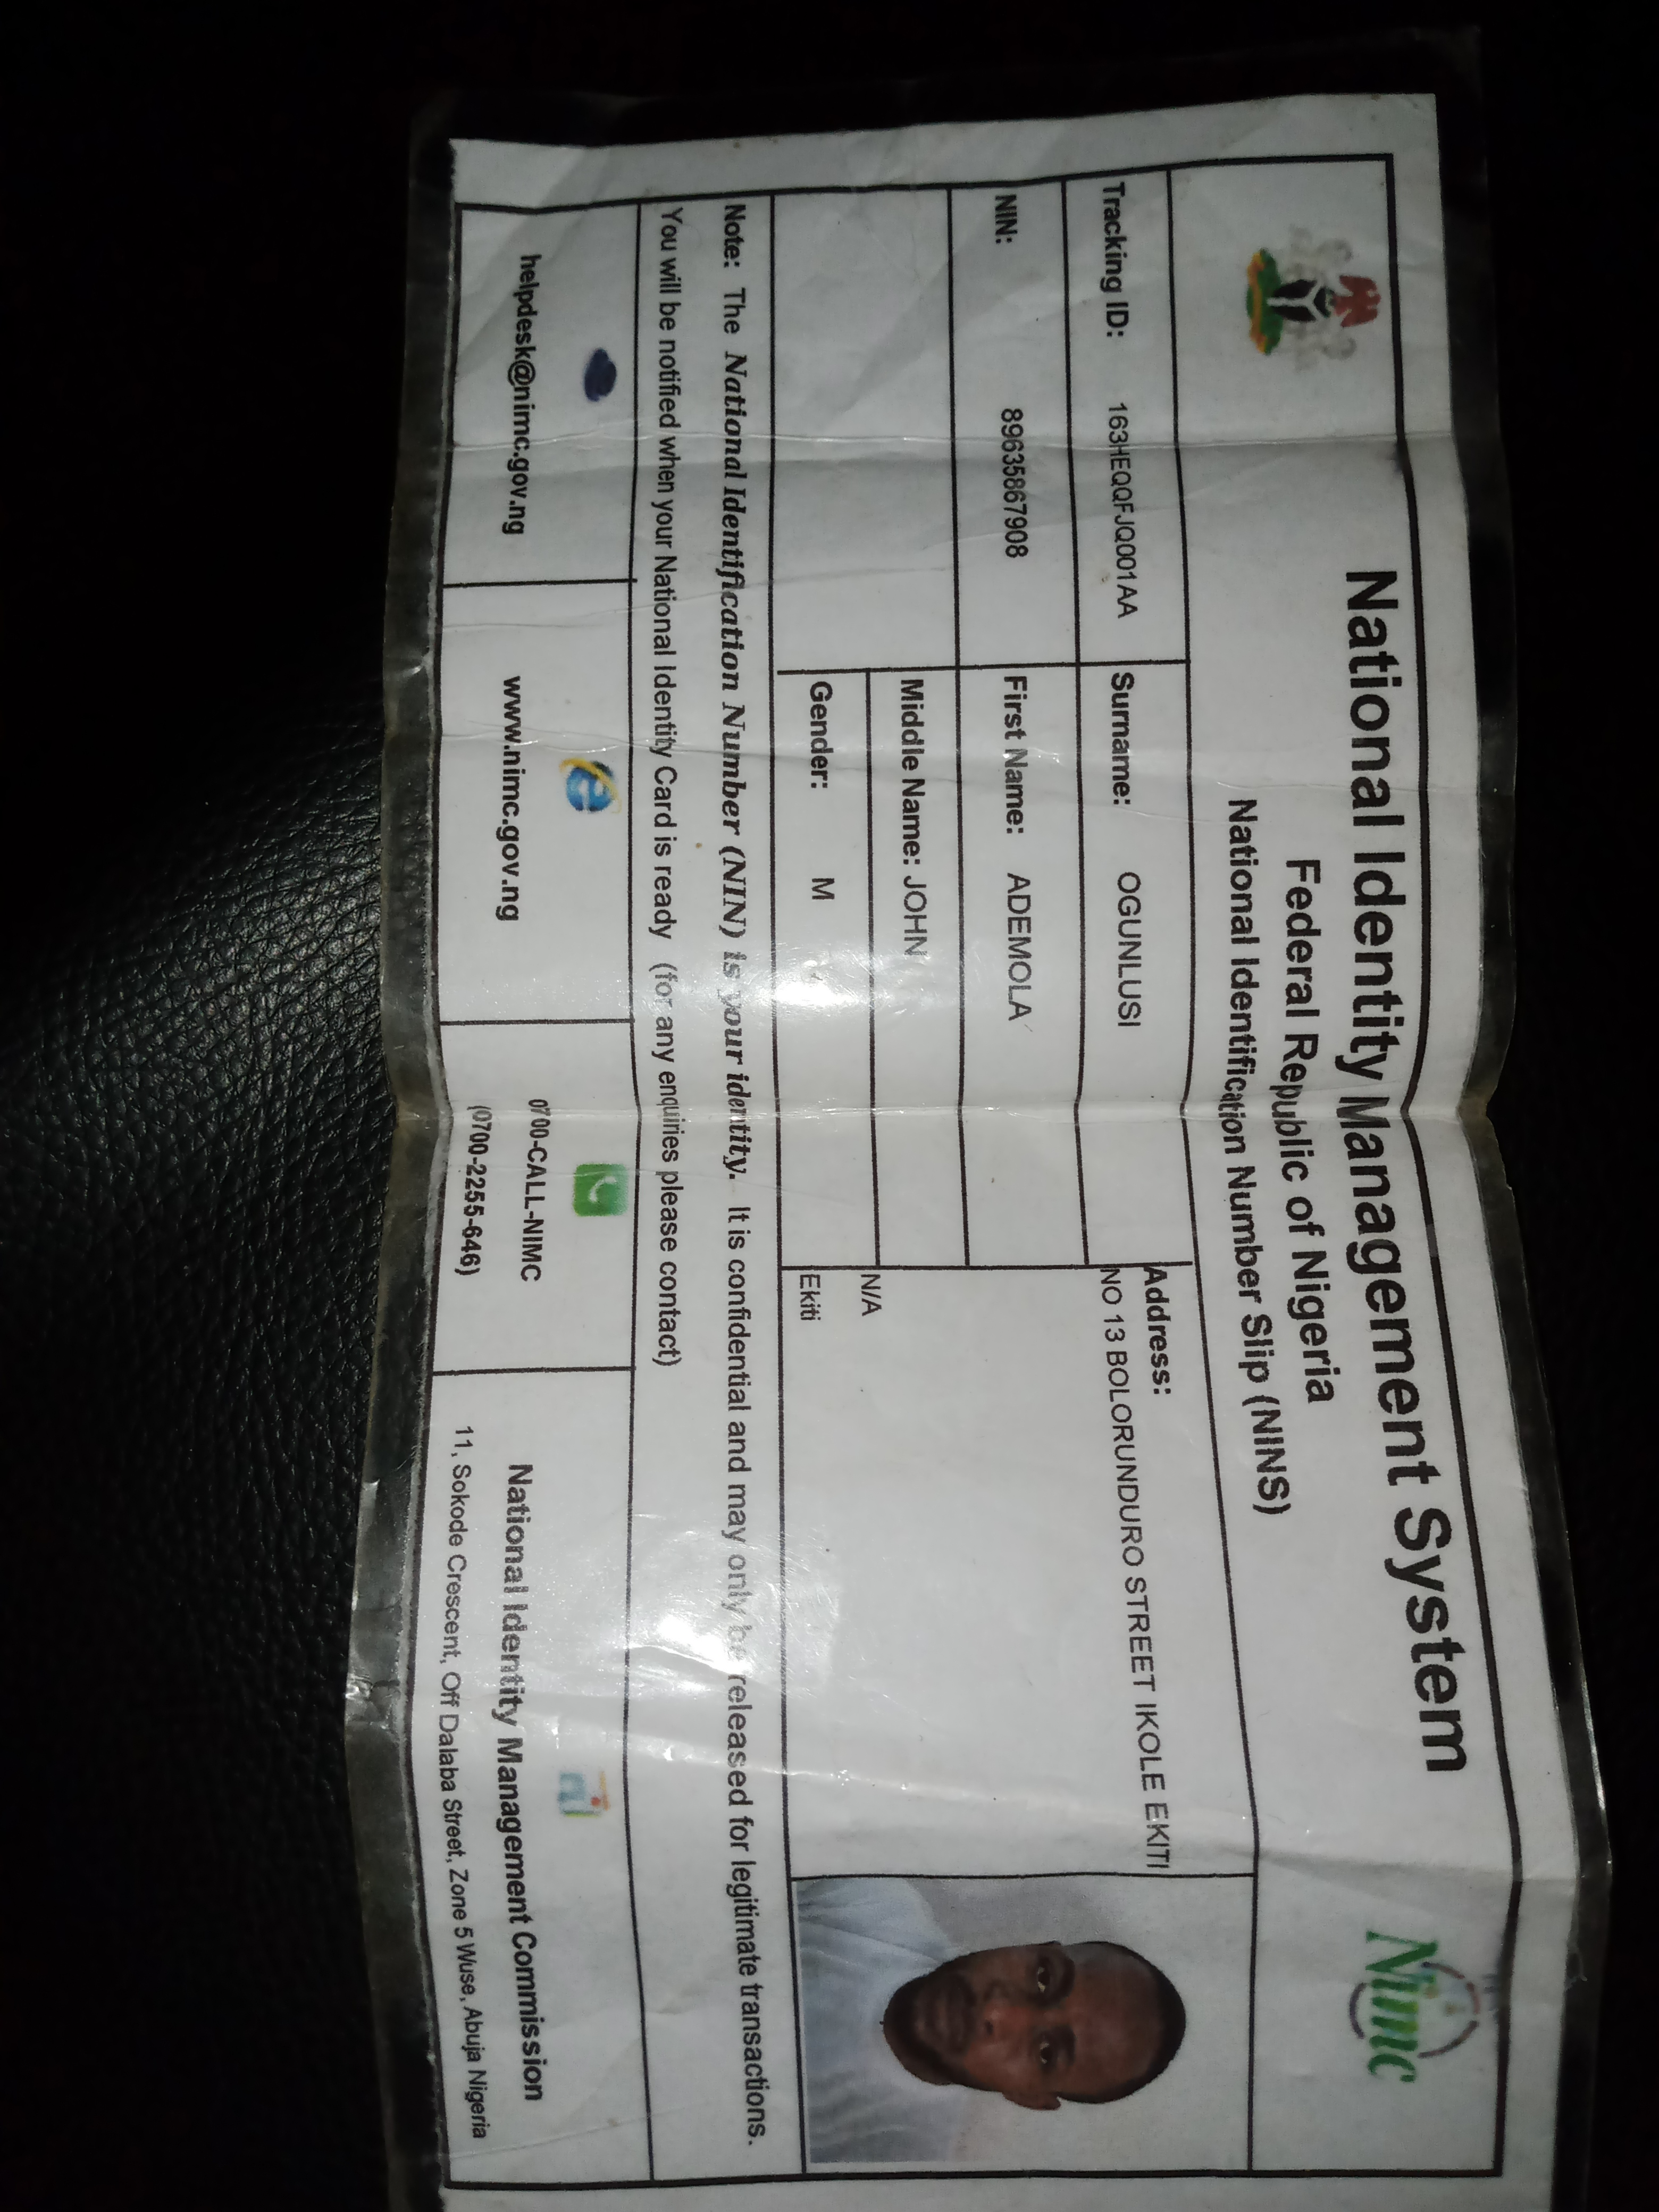 National Identity Management System
Federal Republic of Nigeria
National Identification Number Slip (NINS)
Nimc
Tracking ID: 163HEQQFJQ001AA
Surname: OGUNLUSI
Address:
NO 13 BOLORUNDURO STREET IKOLE EKITI
NIN: 89635867908
First Name: ADEMOLA
Middle Name: JOHN
N/A
Gender: M
Ekiti
Note: The National Identification Number (NIN) is your identity. It is confidential and may only be released for legitimate transactions.
You will be notified when your National Identity Card is ready (for any enquiries please contact)
helpdesk@nimc.gov.ng
www.nimc.gov.ng
0700-CALL-NIMC
(0700-2255-646)
National Identity Management Commission
11, Sokode Crescent, Off Dalaba Street, Zone 5 Wuse, Abuja Nigeria